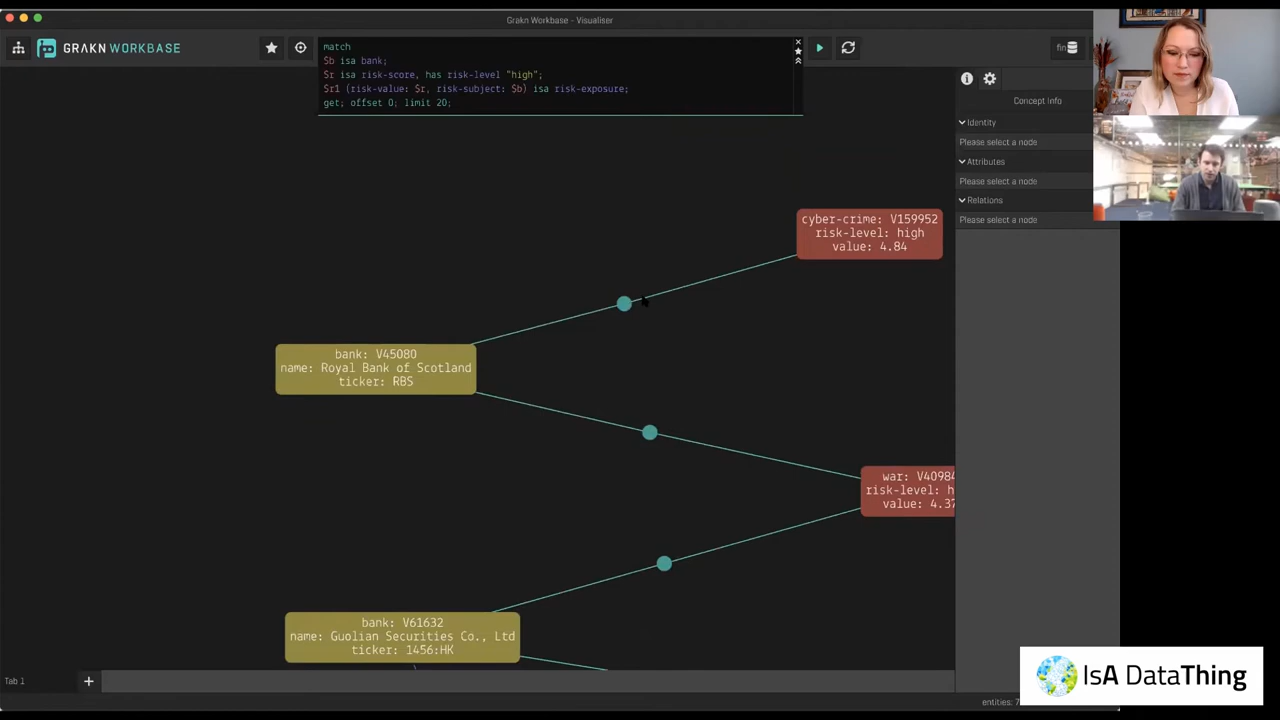 Grakn Workbase - Visualiser
GRAKN WORKBASE
match
$b isa bank;
$r isa risk-score, has risk-level "high";
$r1 (risk-value: $r, risk-subject: $b) isa risk-exposure;
get; offset 0; limit 20;
fin
Concept Info
Identity
Please select a node
Attributes
Please select a node
Relations
Please select a node
cyber-crime: V159952
risk-level: high
value: 4.84
bank: V45080
name: Royal Bank of Scotland
ticker: RBS
war: V40984
risk-level: h
value: 4.37
bank: V61632
name: Guolian Securities Co., Ltd
ticker: 1456:HK
Tab 1
+
entities: 7
IsA DataThing